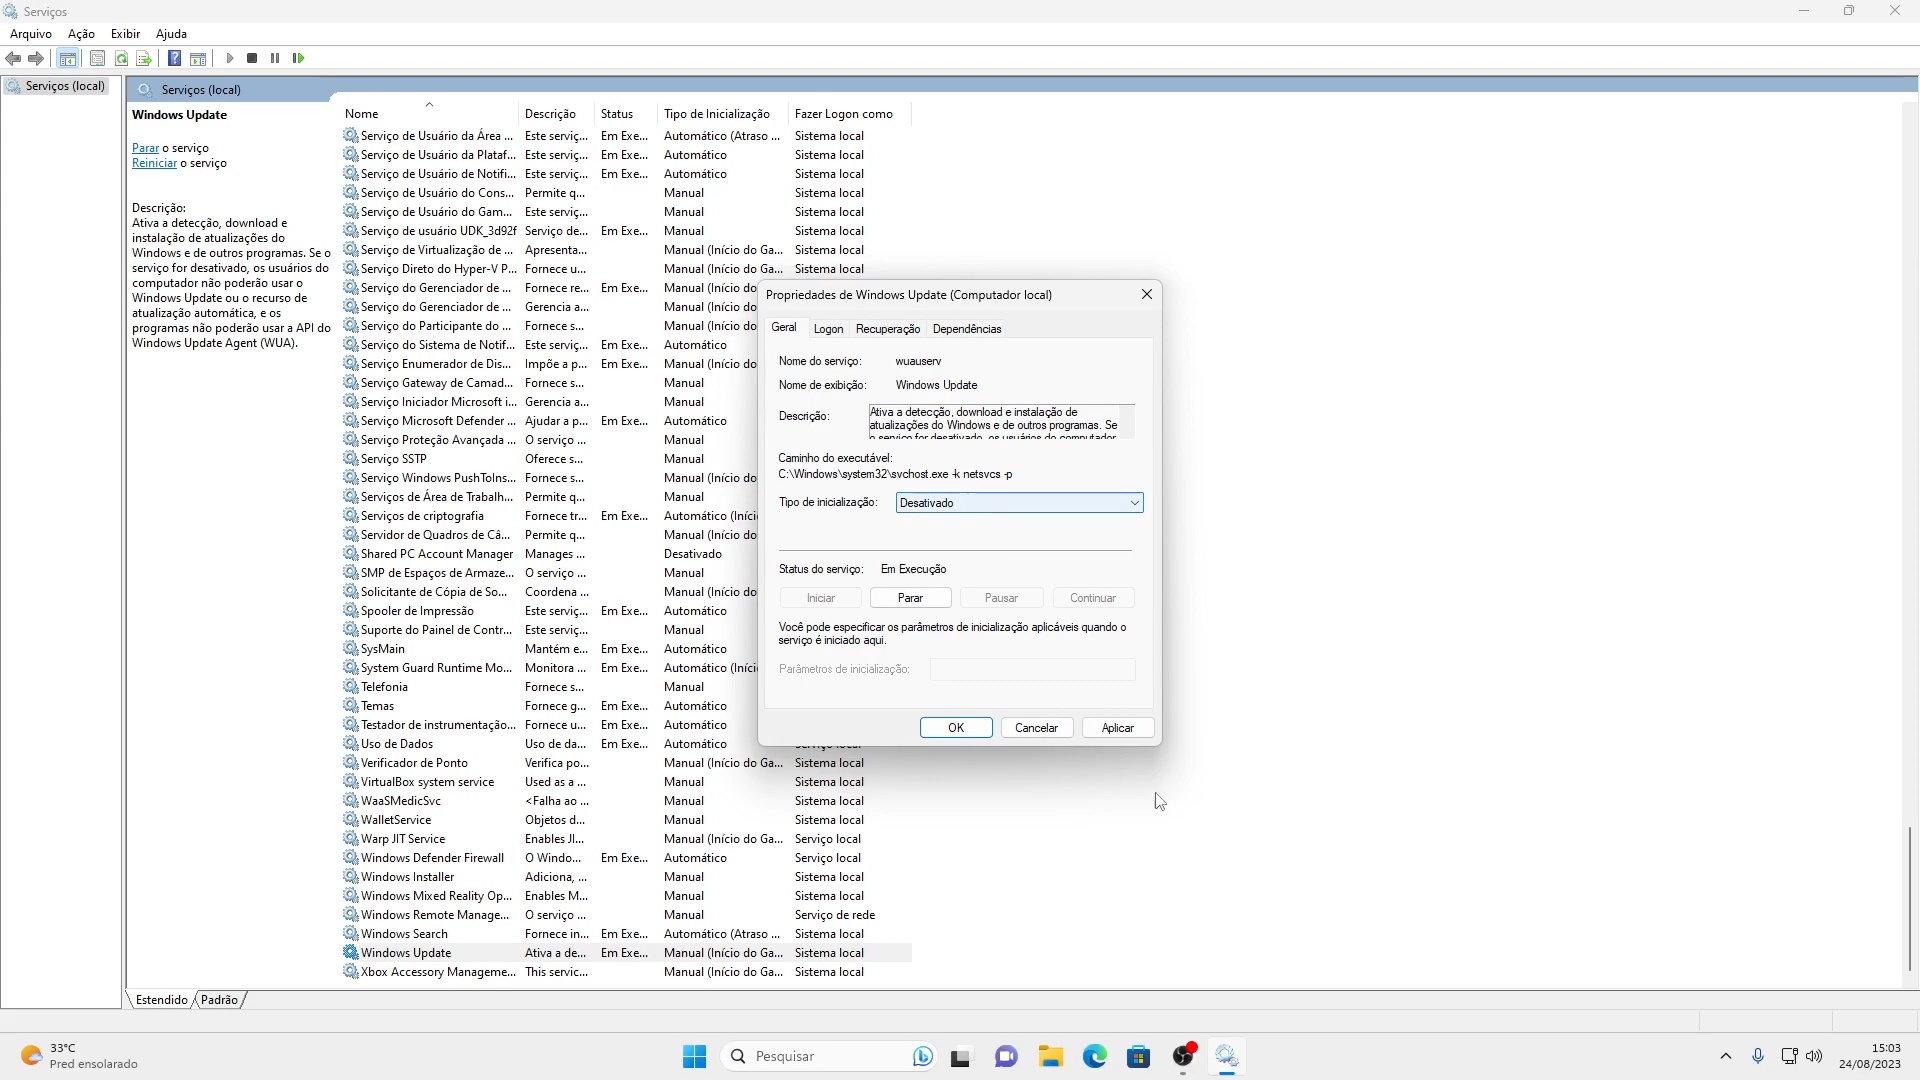 Serviços
Arquivo Ação Exibir Ajuda
Serviços (local)
Serviços (local)
Windows Update
Parar o serviço
Reiniciar o serviço
Descrição:
Ativa a detecção, download e
instalação de atualizações do
Windows e de outros programas. Se o
serviço for desativado, os usuários do
computador não poderão usar o
Windows Update ou o recurso de
atualização automática, e os
programas não poderão usar a API do
Windows Update Agent (WUA).
Nome Descrição Status Tipo de Inicialização Fazer Logon como
Serviço de Usuário da Área ... Este serviç... Em Exe... Automático (Atraso ... Sistema local
Serviço de Usuário da Plataf... Este serviç... Em Exe... Automático Sistema local
Serviço de Usuário de Notifi... Este serviç... Em Exe... Automático Sistema local
Serviço de Usuário do Cons... Permite q... Manual Sistema local
Serviço de Usuário do Gam... Este serviç... Manual Sistema local
Serviço de usuário UDK_3d92f Serviço de... Em Exe... Manual Sistema local
Serviço de Virtualização de ... Apresenta... Manual (Início do Ga... Sistema local
Serviço Direto do Hyper-V P... Fornece u... Manual (Início do Ga... Sistema local
Serviço do Gerenciador de ... Fornece re... Em Exe... Manual (Início do
Serviço do Gerenciador de ... Gerencia a... Manual (Início do
Serviço do Participante do ... Fornece s... Manual (Início do
Serviço do Sistema de Notif... Este serviç... Em Exe... Automático
Serviço Enumerador de Dis... Impõe a p... Em Exe... Manual (Início do
Serviço Gateway de Camad... Fornece s... Manual
Serviço Iniciador Microsoft i... Gerencia a... Manual
Serviço Microsoft Defender ... Ajudar a p... Em Exe... Automático
Serviço Proteção Avançada ... O serviço ... Manual
Serviço SSTP Oferece s... Manual
Serviço Windows PushToIns... Fornece s... Manual (Início do
Serviços de Área de Trabalh... Permite q... Manual
Serviços de criptografia Fornece tr... Em Exe... Automático (Iníci
Servidor de Quadros de Câ... Permite q... Manual (Início do
Shared PC Account Manager Manages ... Desativado
SMP de Espaços de Armaze... O serviço ... Manual
Solicitante de Cópia de So... Coordena ... Manual (Início do
Spooler de Impressão Este serviç... Em Exe... Automático
Suporte do Painel de Contr... Este serviç... Manual
SysMain Mantém e... Em Exe... Automático
System Guard Runtime Mo... Monitora ... Em Exe... Automático (Iníci
Telefonia Fornece s... Manual
Temas Fornece g... Em Exe... Automático
Testador de instrumentação... Fornece u... Em Exe... Automático
Uso de Dados Uso de da... Em Exe... Automático Serviço local
Verificador de Ponto Verifica po... Manual (Início do Ga... Sistema local
VirtualBox system service Used as a ... Manual Sistema local
WaaSMedicSvc <Falha ao ... Manual Sistema local
WalletService Objetos d... Manual Sistema local
Warp JIT Service Enables JI... Manual (Início do Ga... Serviço local
Windows Defender Firewall O Windo... Em Exe... Automático Serviço local
Windows Installer Adiciona, ... Manual Sistema local
Windows Mixed Reality Op... Enables M... Manual Sistema local
Windows Remote Manage... O serviço ... Manual Serviço de rede
Windows Search Fornece in... Em Exe... Automático (Atraso ... Sistema local
Windows Update Ativa a de... Em Exe... Manual (Início do Ga... Sistema local
Xbox Accessory Manageme... This servic... Manual (Início do Ga... Sistema local
Propriedades de Windows Update (Computador local)
Geral Logon Recuperação Dependências
Nome do serviço: wuauserv
Nome de exibição: Windows Update
Descrição: Ativa a detecção, download e instalação de
atualizações do Windows e de outros programas. Se
o serviço for desativado, os usuários do computador
Caminho do executável:
C:\Windows\system32\svchost.exe -k netsvcs -p
Tipo de inicialização: Desativado
Status do serviço: Em Execução
Iniciar Parar Pausar Continuar
Você pode especificar os parâmetros de inicialização aplicáveis quando o
serviço é iniciado aqui.
Parâmetros de inicialização:
OK Cancelar Aplicar
Estendido Padrão
33°C
Pred ensolarado
Pesquisar
15:03
24/08/2023